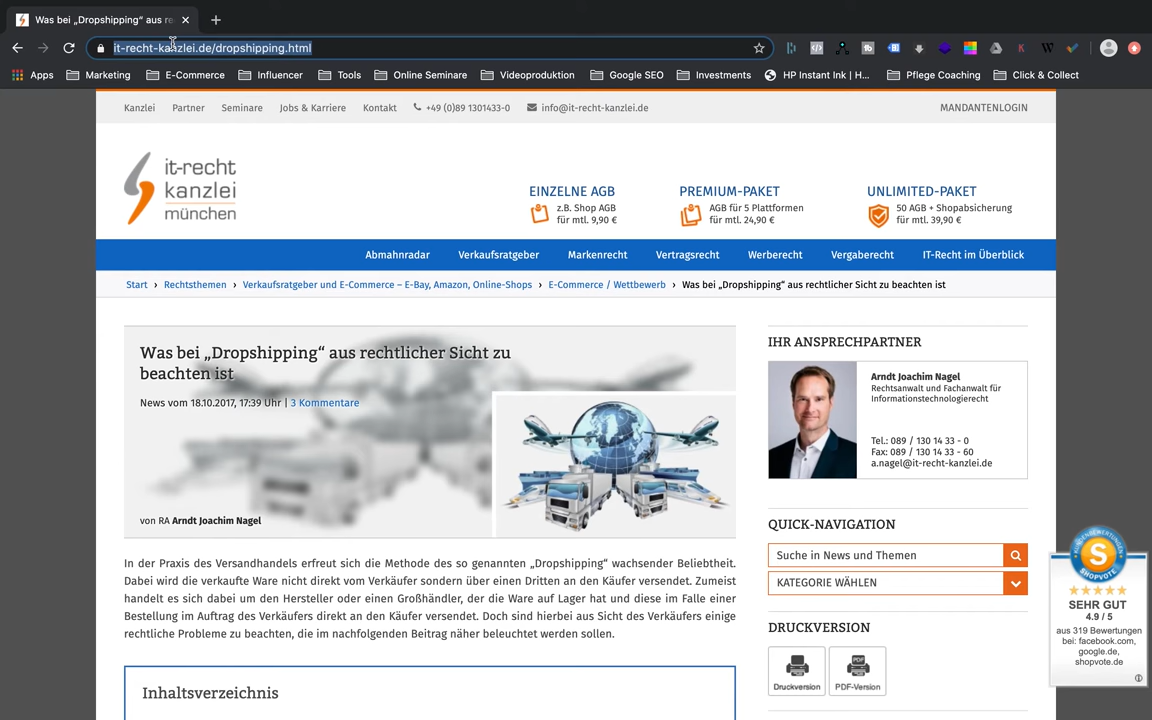 Was bei „Dropshipping“ aus re
it-recht-kanzlei.de/dropshipping.html
Apps
Marketing
E-Commerce
Influencer
Tools
Online Seminare
Videoproduktion
Google SEO
Investments
HP Instant Ink | H...
Pflege Coaching
Click & Collect
Kanzlei
Partner
Seminare
Jobs & Karriere
Kontakt
+49 (0)89 1301433-0
info@it-recht-kanzlei.de
MANDANTENLOGIN
it-recht
kanzlei
münchen
EINZELNE AGB
z.B. Shop AGB
für mtl. 9,90 €
PREMIUM-PAKET
AGB für 5 Plattformen
für mtl. 24,90 €
UNLIMITED-PAKET
50 AGB + Shopabsicherung
für mtl. 39,90 €
Abmahnradar
Verkaufsratgeber
Markenrecht
Vertragsrecht
Werberecht
Vergaberecht
IT-Recht im Überblick
Start › Rechtsthemen › Verkaufsratgeber und E-Commerce – E-Bay, Amazon, Online-Shops › E-Commerce / Wettbewerb › Was bei „Dropshipping“ aus rechtlicher Sicht zu beachten ist
Was bei „Dropshipping“ aus rechtlicher Sicht zu
beachten ist
News vom 18.10.2017, 17:39 Uhr | 3 Kommentare
von RA Arndt Joachim Nagel
In der Praxis des Versandhandels erfreut sich die Methode des so genannten „Dropshipping“ wachsender Beliebtheit.
Dabei wird die verkaufte Ware nicht direkt vom Verkäufer sondern über einen Dritten an den Käufer versendet. Zumeist
handelt es sich dabei um den Hersteller oder einen Großhändler, der die Ware auf Lager hat und diese im Falle einer
Bestellung im Auftrag des Verkäufers direkt an den Käufer versendet. Doch sind hierbei aus Sicht des Verkäufers einige
rechtliche Probleme zu beachten, die im nachfolgenden Beitrag näher beleuchtet werden sollen.
Inhaltsverzeichnis
IHR ANSPRECHPARTNER
Arndt Joachim Nagel
Rechtsanwalt und Fachanwalt für
Informationstechnologierecht
Tel.: 089 / 130 14 33 - 0
Fax: 089 / 130 14 33 - 60
a.nagel@it-recht-kanzlei.de
QUICK-NAVIGATION
Suche in News und Themen
KATEGORIE WÄHLEN
DRUCKVERSION
Druckversion
PDF
PDF-Version
KUNDENBEWERTUNGEN
S
SHOPVOTE
SEHR GUT
4.9 / 5
aus 319 Bewertungen
bei: facebook.com,
google.de,
shopvote.de